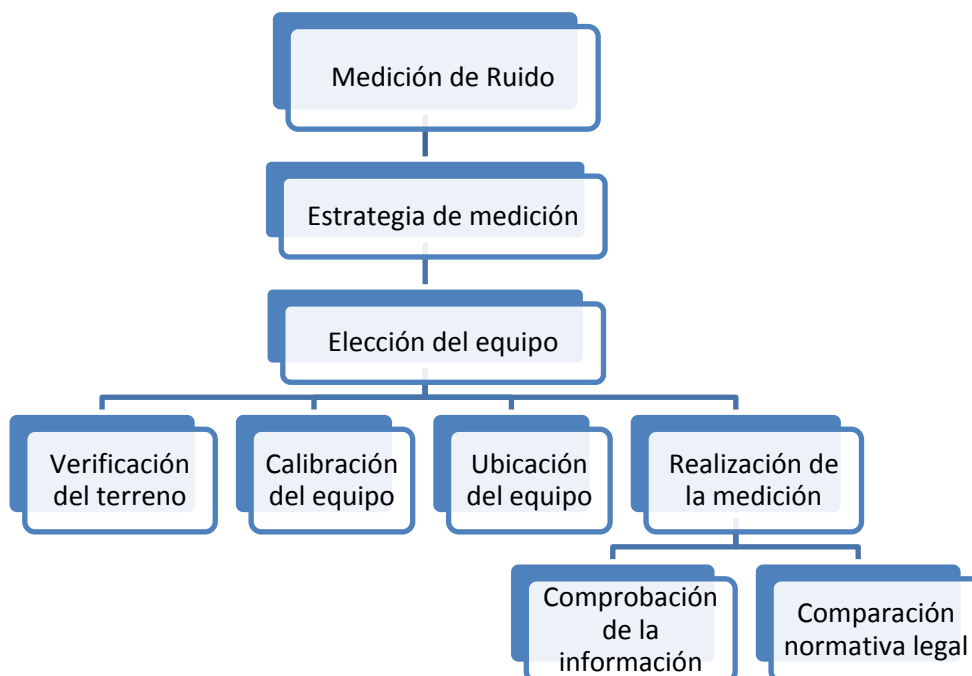 Medición de Ruido
Estrategia de medición
Elección del equipo
Verificación
del terreno
Calibración
del equipo
Ubicación
del equipo
Realización de
la medición
Comprobación
de la
información
Comparación
normativa legal